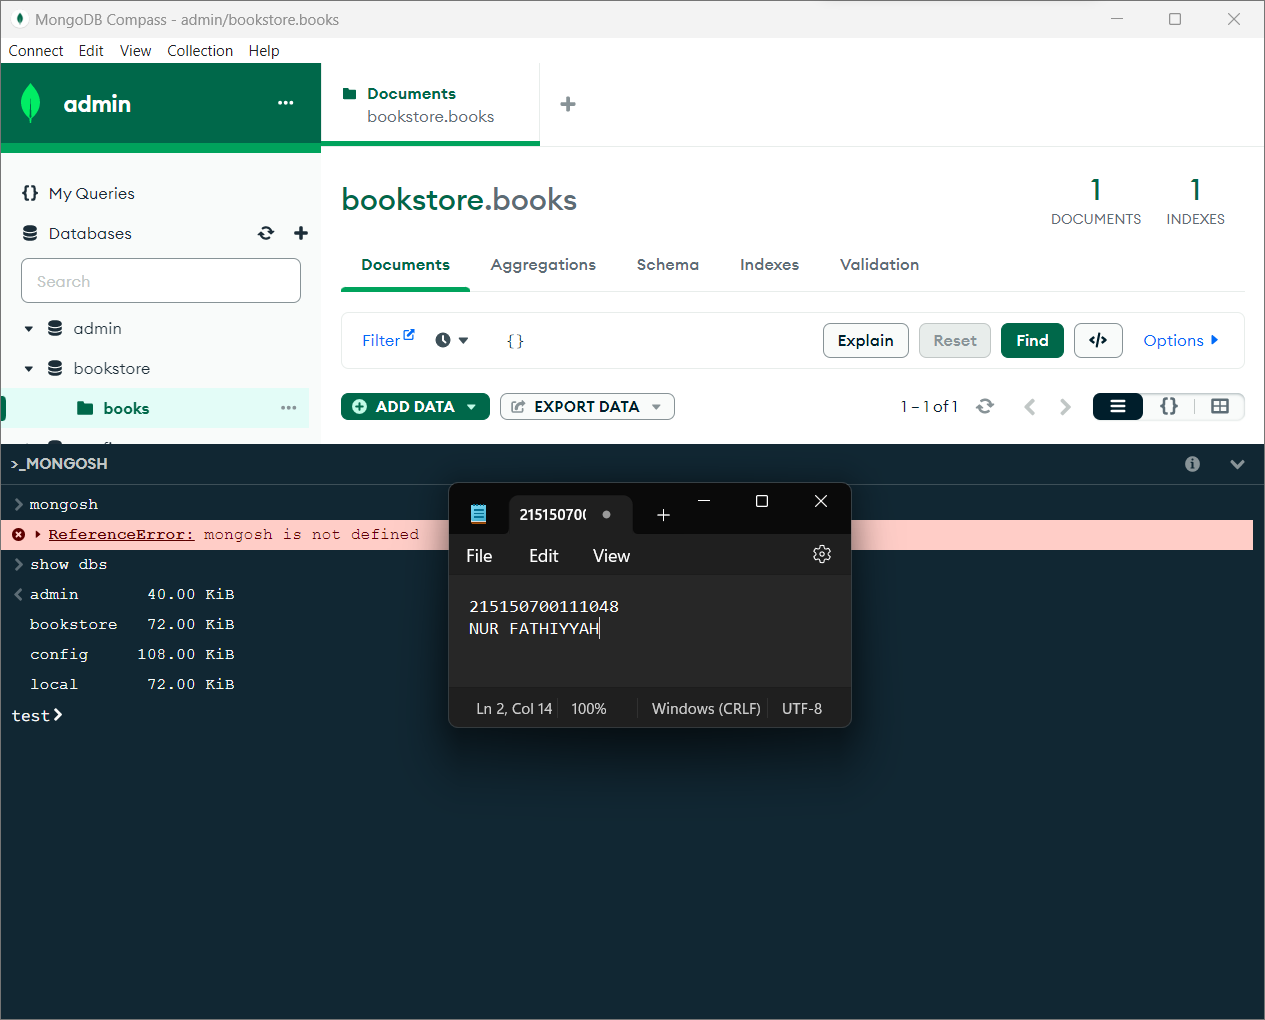 MongoDB Compass - admin/bookstore.books
Connect Edit View Collection Help
admin
Documents
bookstore.books
My Queries
Databases
Search
admin
bookstore
books
bookstore.books
1
DOCUMENTS
1
INDEXES
Documents Aggregations Schema Indexes Validation
Filter {} Explain Reset Find </> Options
ADD DATA EXPORT DATA 1 – 1 of 1 {}
>_MONGOSH
mongosh
ReferenceError: mongosh is not defined
show dbs
admin 40.00 KiB
bookstore 72.00 KiB
config 108.00 KiB
local 72.00 KiB
test>
File Edit View
215150700111048
NUR FATHIYYAH
Ln 2, Col 14 100% Windows (CRLF) UTF-8